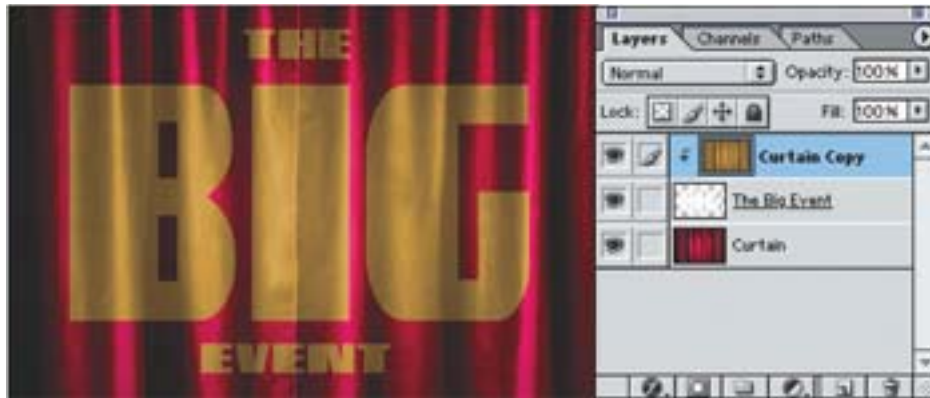 THE
BIG
EVENT
Layers Channels Paths
Normal Opacity: 100%
Lock: Fill: 100%
Curtain Copy
The Big Event
Curtain